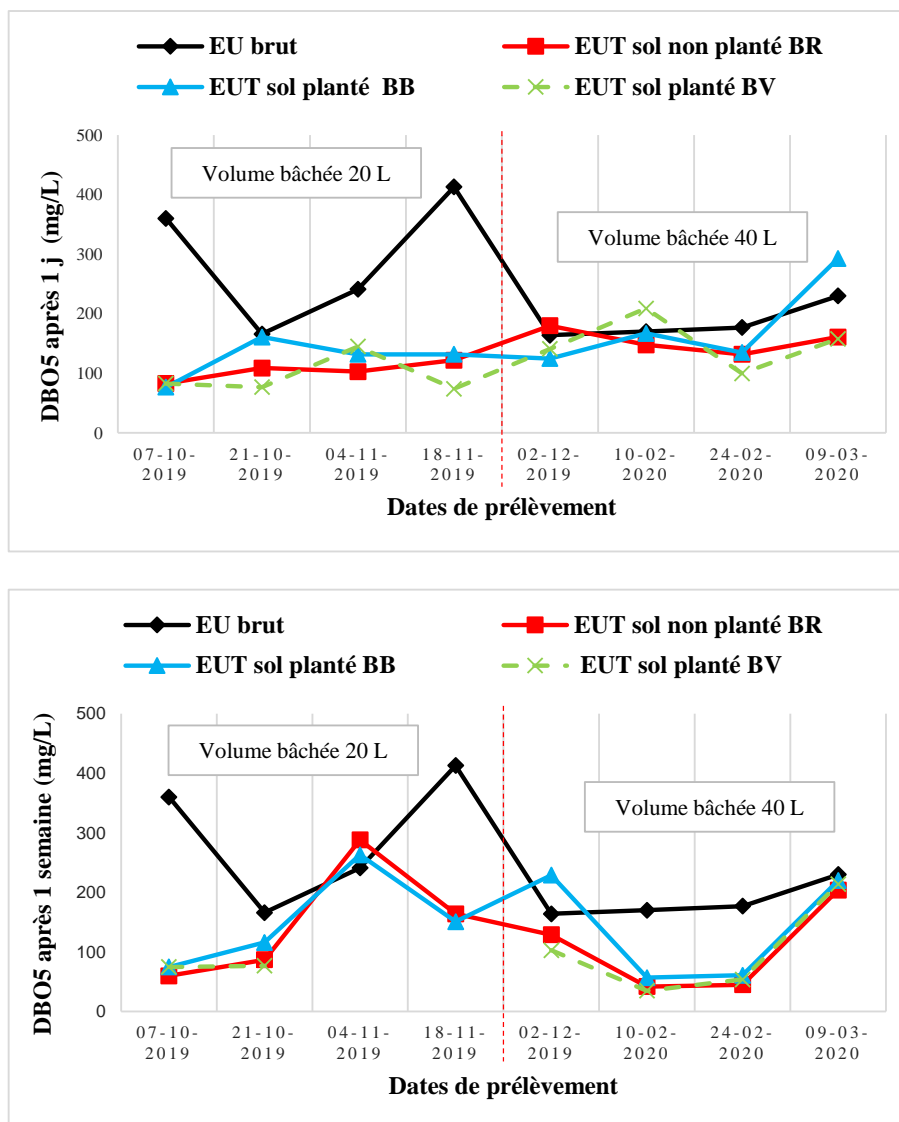 EU brut
EUT sol non planté BR
EUT sol planté BB
EUT sol planté BV
DBO5 après 1 j (mg/L)
500
400
300
200
100
0
Volume bâchée 20 L
Volume bâchée 40 L
07-10-2019
21-10-2019
04-11-2019
18-11-2019
02-12-2019
10-02-2020
24-02-2020
09-03-2020
Dates de prélèvement
EU brut
EUT sol non planté BR
EUT sol planté BB
EUT sol planté BV
DBO5 après 1 semaine (mg/L)
500
400
300
200
100
0
Volume bâchée 20 L
Volume bâchée 40 L
07-10-2019
21-10-2019
04-11-2019
18-11-2019
02-12-2019
10-02-2020
24-02-2020
09-03-2020
Dates de prélèvement